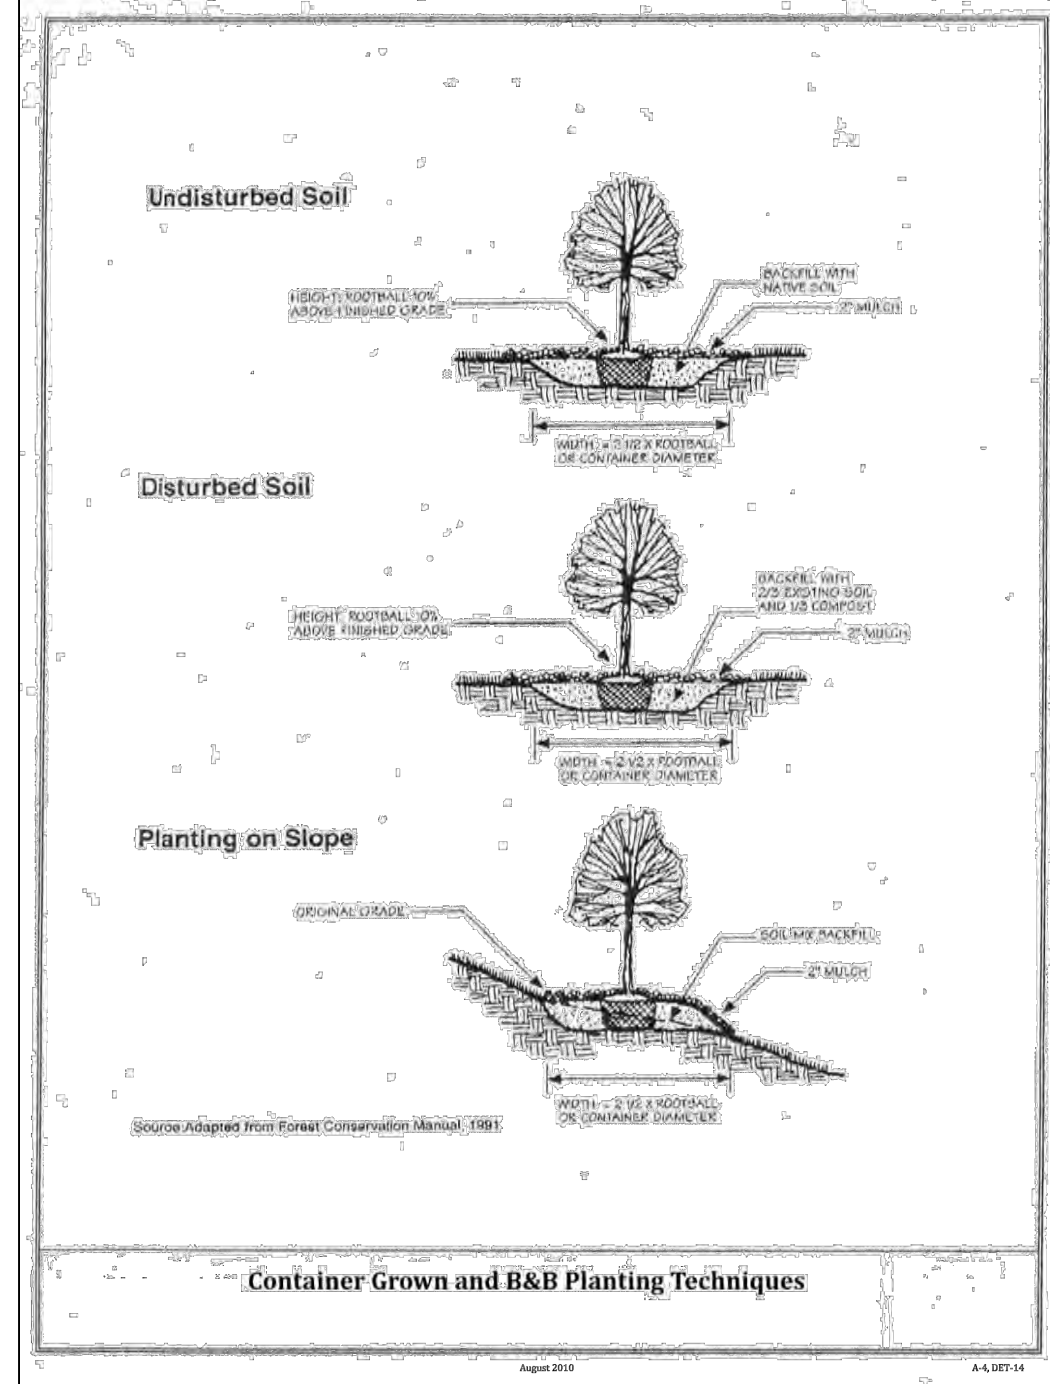 Undisturbed Soil
HEIGHT: ROOTBALL 10%
ABOVE FINISHED GRADE
BACKFILL WITH
NATIVE SOIL
2" MULCH
WIDTH = 2 1/2 X ROOTBALL
OR CONTAINER DIAMETER
Disturbed Soil
HEIGHT: ROOTBALL 10%
ABOVE FINISHED GRADE
BACKFILL WITH
2/3 EXISTING SOIL
AND 1/3 COMPOST
2" MULCH
WIDTH = 2 1/2 X ROOTBALL
OR CONTAINER DIAMETER
Planting on Slope
ORIGINAL GRADE
SOIL MIX BACKFILL
2" MULCH
WIDTH = 2 1/2 X ROOTBALL
OR CONTAINER DIAMETER
Source: Adapted from Forest Conservation Manual, 1991
Container Grown and B&B Planting Techniques
August 2010
A-4, DET-14